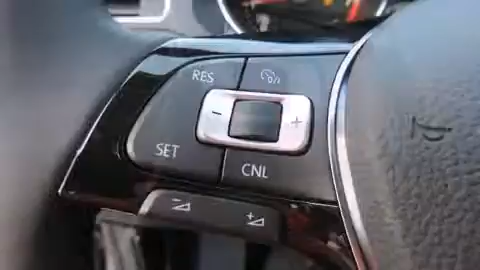 RES
- +
SET
CNL
- +